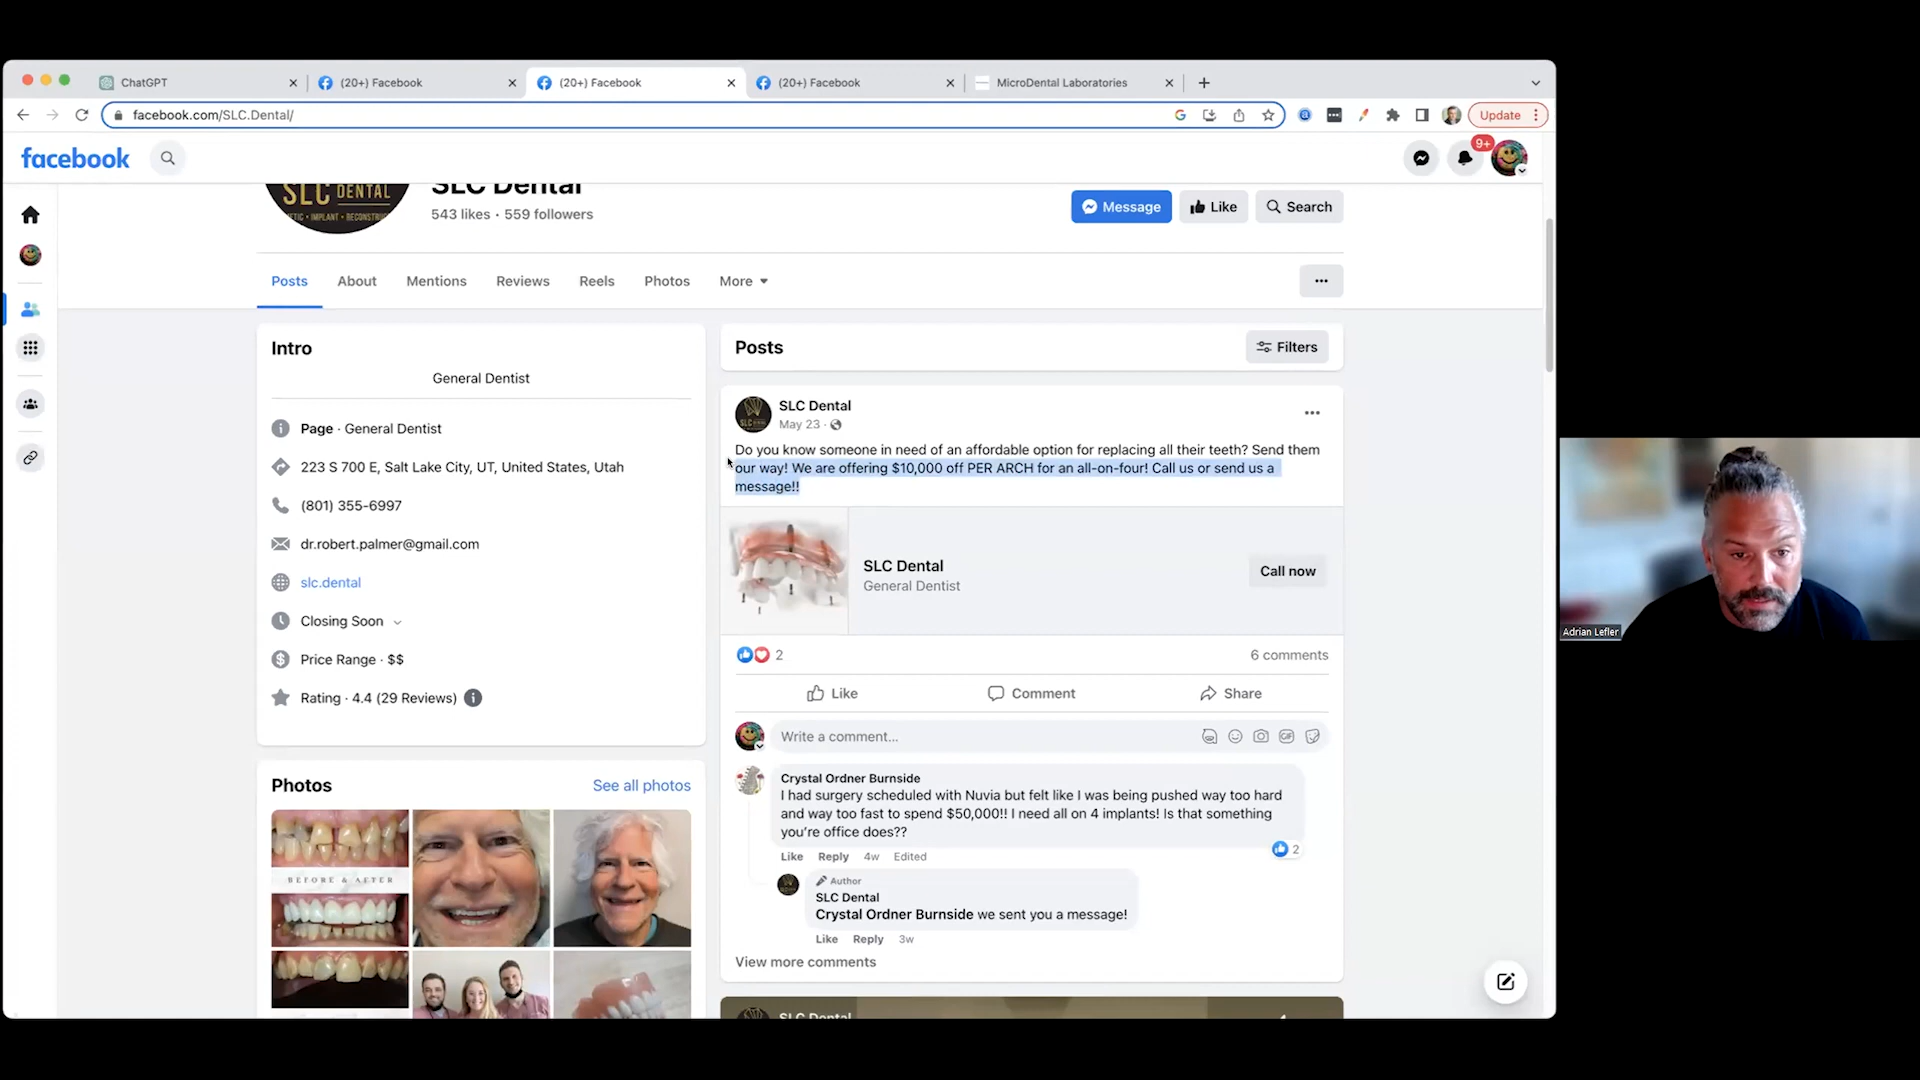 ChatGPT
(20+) Facebook
(20+) Facebook
(20+) Facebook
MicroDental Laboratories
facebook.com/SLC.Dental/
Update
facebook
9+
SLC DENTAL
SLC Dental
543 likes · 559 followers
Message
Like
Search
Posts
About
Mentions
Reviews
Reels
Photos
More
Intro
General Dentist
Page · General Dentist
223 S 700 E, Salt Lake City, UT, United States, Utah
(801) 355-6997
dr.robert.palmer@gmail.com
slc.dental
Closing Soon
Price Range · $$
Rating · 4.4 (29 Reviews)
Photos
See all photos
BEFORE & AFTER
Posts
Filters
SLC Dental
May 23 ·
Do you know someone in need of an affordable option for replacing all their teeth? Send them
our way! We are offering $10,000 off PER ARCH for an all-on-four! Call us or send us a
message!!
SLC Dental
General Dentist
Call now
2
6 comments
Like
Comment
Share
Write a comment...
Crystal Ordner Burnside
I had surgery scheduled with Nuvia but felt like I was being pushed way too hard
and way too fast to spend $50,000!! I need all on 4 implants! Is that something
you're office does??
2
Like
Reply
4w
Edited
Author
SLC Dental
Crystal Ordner Burnside we sent you a message!
Like
Reply
3w
View more comments
SLC Dental
Adrian Lefler